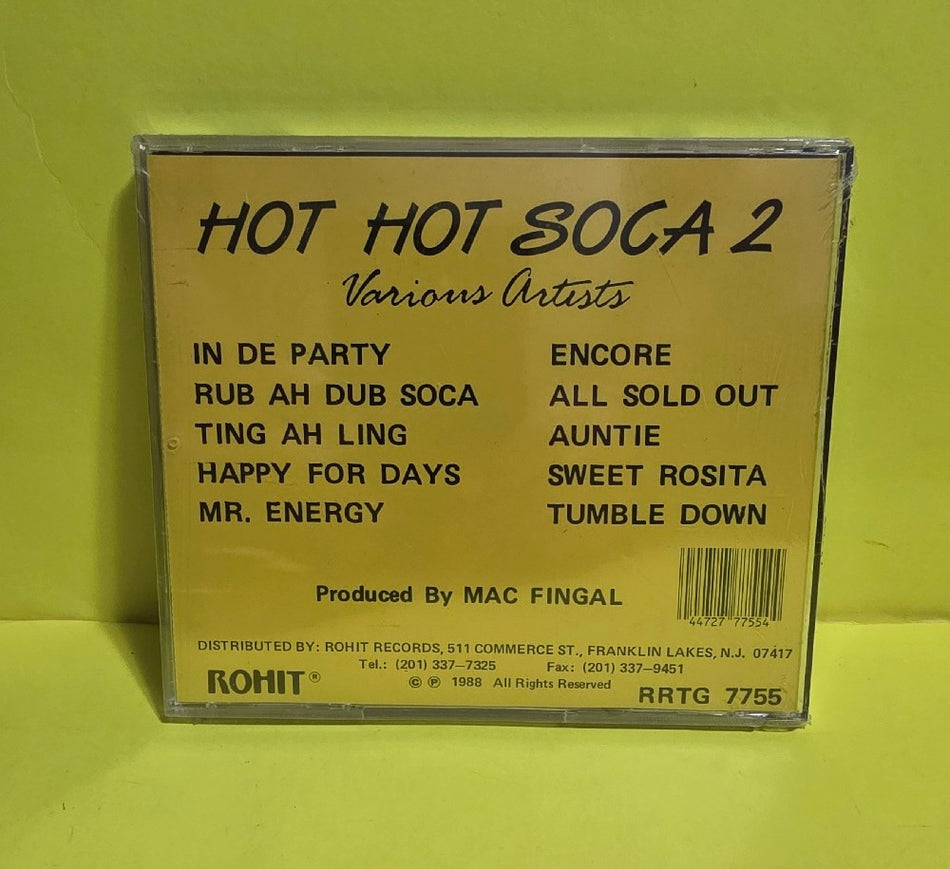 HOT HOT SOCA 2
Various Artists
IN DE PARTY
RUB AH DUB SOCA
TING AH LING
HAPPY FOR DAYS
MR. ENERGY
ENCORE
ALL SOLD OUT
AUNTIE
SWEET ROSITA
TUMBLE DOWN
Produced By MAC FINGAL
44727 77554
DISTRIBUTED BY: ROHIT RECORDS, 511 COMMERCE ST., FRANKLIN LAKES, N.J. 07417
Tel.: (201) 337–7325 Fax: (201) 337–9451
© ℗ 1988 All Rights Reserved
ROHIT®
RRTG 7755